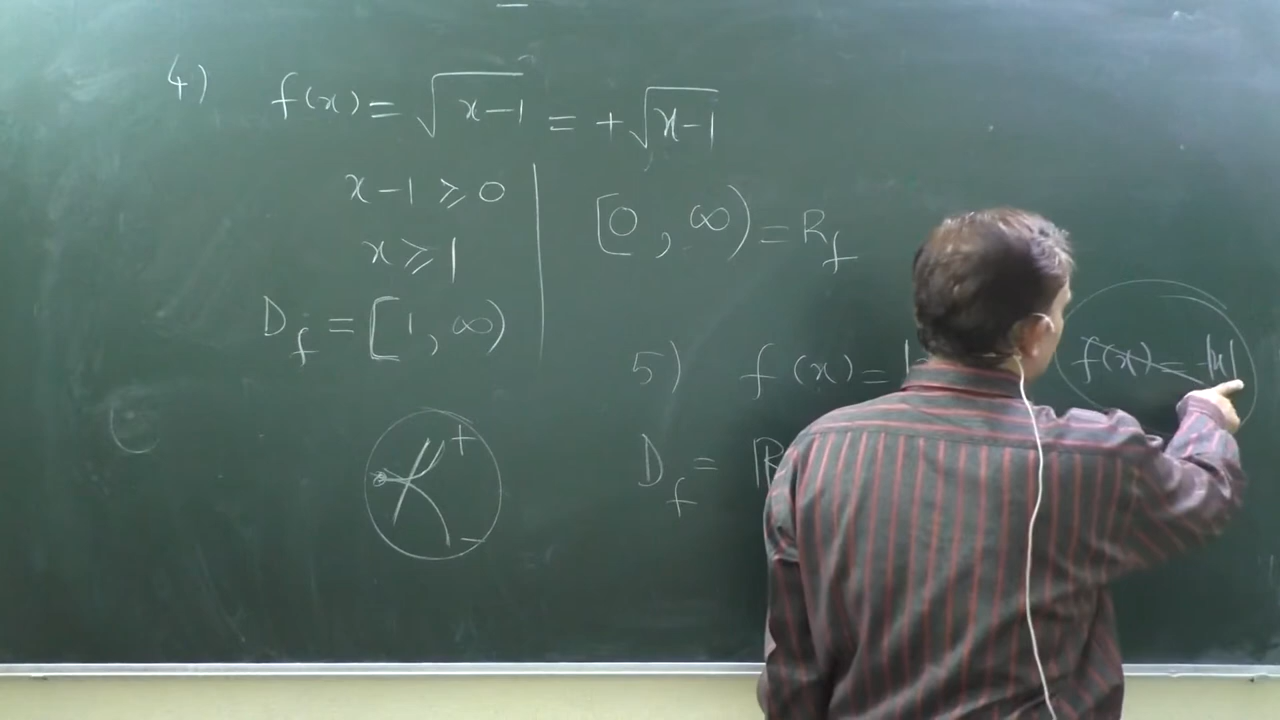 4) f(x) = √(x-1) = +√(x-1)
x-1 ≥ 0
x ≥ 1
D_f = [1, ∞)
[0, ∞) = R_f
+
−
5) f(x) = |
D_f = R
f(x) = |x|